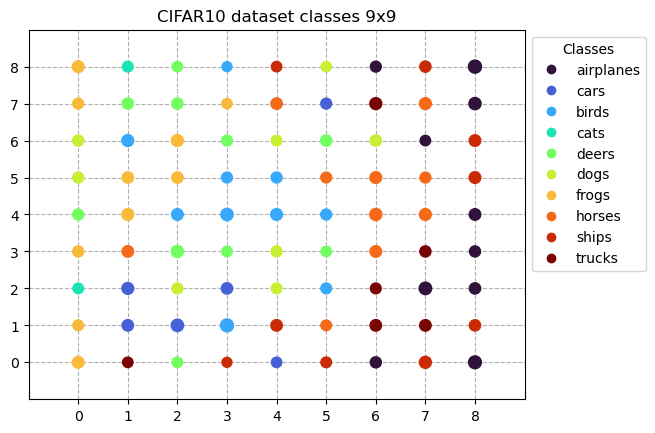 CIFAR10 dataset classes 9x9
8
7
6
5
4
3
2
1
0
0 1 2 3 4 5 6 7 8
Classes
airplanes
cars
birds
cats
deers
dogs
frogs
horses
ships
trucks